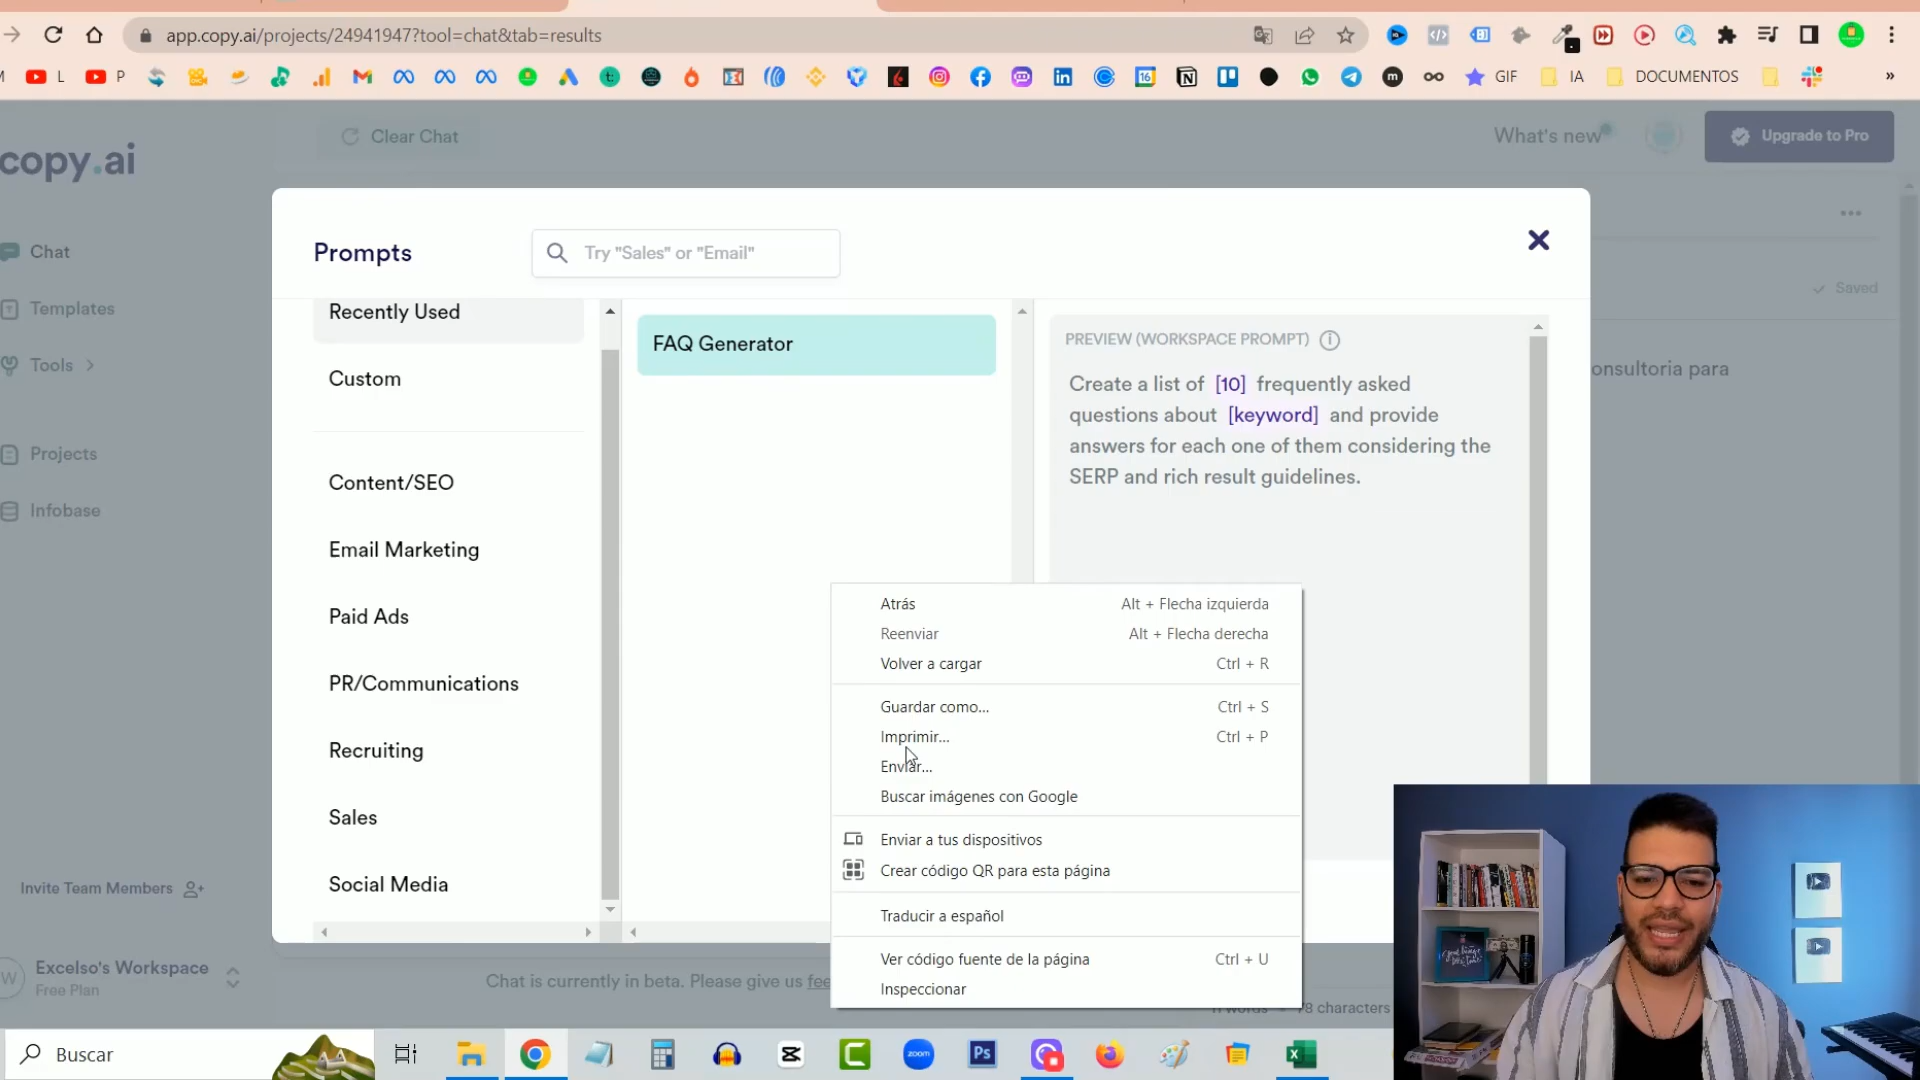 app.copy.ai/projects/24941947?tool=chat&tab=results
L
P
GIF
IA
DOCUMENTOS
»
copy.ai
Clear Chat
What's new
Upgrade to Pro
Chat
Templates
Tools
Projects
Infobase
Invite Team Members
Excelso's Workspace
Free Plan
Saved
onsultoria para
Prompts
Try "Sales" or "Email"
Recently Used
Custom
Content/SEO
Email Marketing
Paid Ads
PR/Communications
Recruiting
Sales
Social Media
FAQ Generator
PREVIEW (WORKSPACE PROMPT)
Create a list of [10] frequently asked
questions about [keyword] and provide
answers for each one of them considering the
SERP and rich result guidelines.
Atrás Alt + Flecha izquierda
Reenviar Alt + Flecha derecha
Volver a cargar Ctrl + R
Guardar como... Ctrl + S
Imprimir... Ctrl + P
Enviar...
Buscar imágenes con Google
Enviar a tus dispositivos
Crear código QR para esta página
Traducir a español
Ver código fuente de la página Ctrl + U
Inspeccionar
Chat is currently in beta. Please give us fee
78 characters
Buscar
zoom
Ps